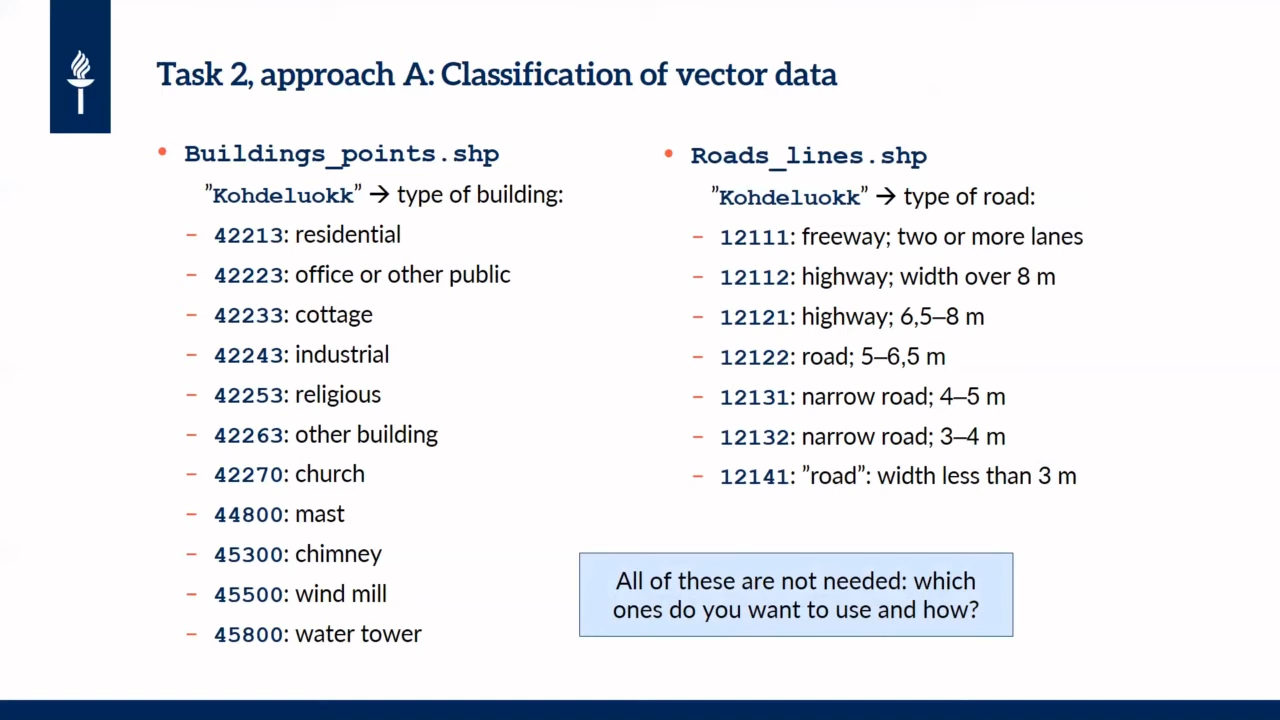 Task 2, approach A: Classification of vector data
• Buildings_points.shp
”Kohdeluokk” → type of building:
– 42213: residential
– 42223: office or other public
– 42233: cottage
– 42243: industrial
– 42253: religious
– 42263: other building
– 42270: church
– 44800: mast
– 45300: chimney
– 45500: wind mill
– 45800: water tower
• Roads_lines.shp
”Kohdeluokk” → type of road:
– 12111: freeway; two or more lanes
– 12112: highway; width over 8 m
– 12121: highway; 6,5–8 m
– 12122: road; 5–6,5 m
– 12131: narrow road; 4–5 m
– 12132: narrow road; 3–4 m
– 12141: ”road”: width less than 3 m
All of these are not needed: which
ones do you want to use and how?